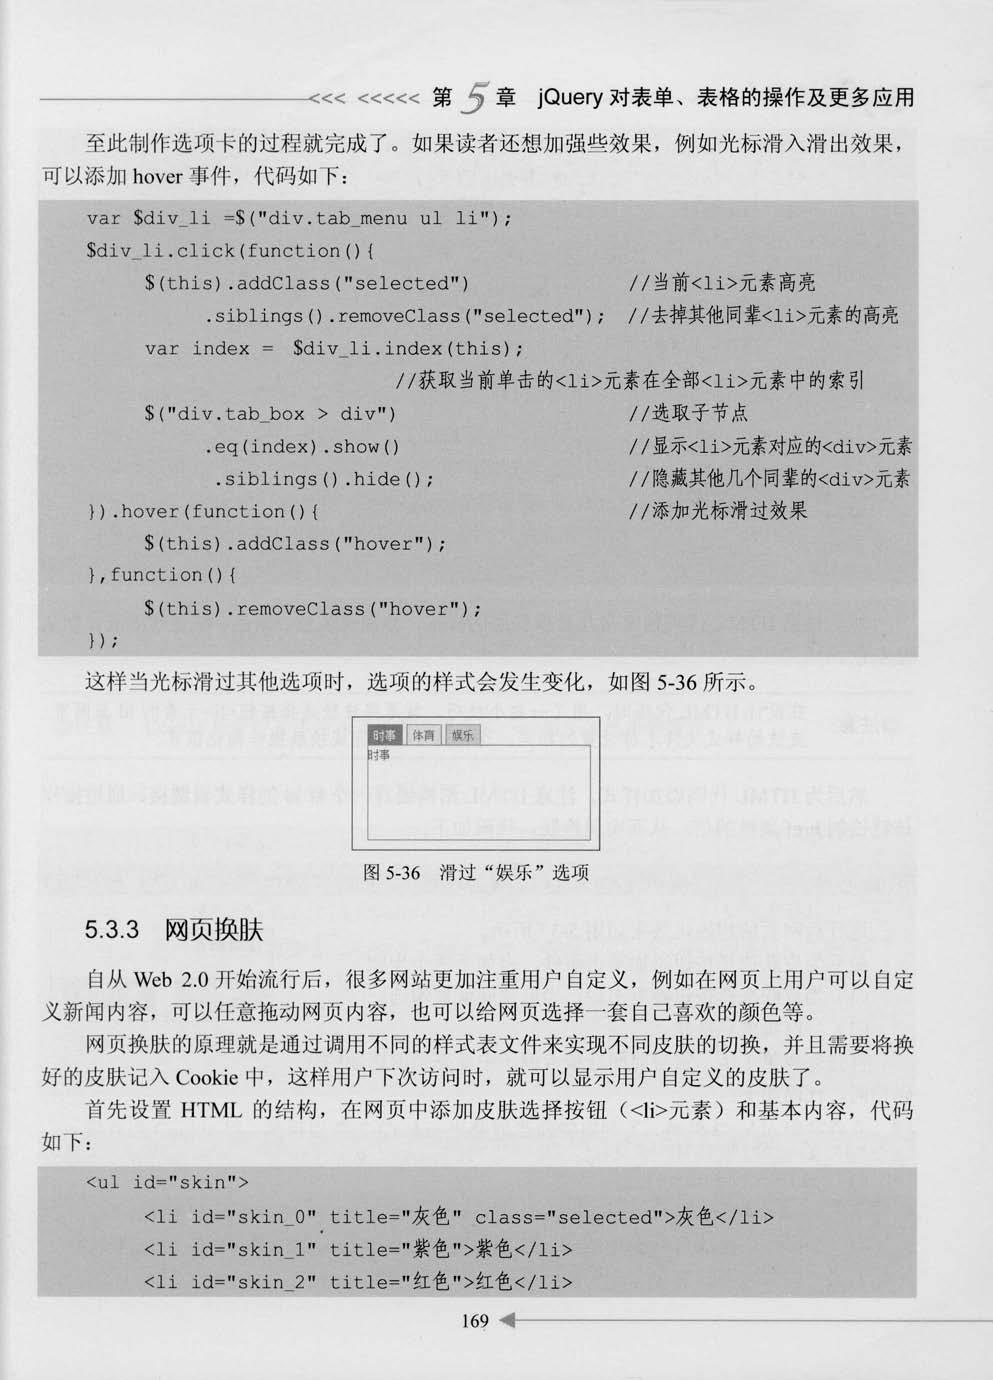 <<< <<<<< 第 5 章 jQuery 对表单、表格的操作及更多应用
至此制作选项卡的过程就完成了。如果读者还想加强些效果，例如光标滑入滑出效果，
可以添加 hover 事件，代码如下：
var $div_li =$("div.tab_menu ul li");
$div_li.click(function(){
$(this).addClass("selected") //当前<li>元素高亮
.siblings().removeClass("selected"); //去掉其他同辈<li>元素的高亮
var index = $div_li.index(this);
//获取当前单击的<li>元素在全部<li>元素中的索引
$("div.tab_box > div") //选取子节点
.eq(index).show() //显示<li>元素对应的<div>元素
.siblings().hide(); //隐藏其他几个同辈的<div>元素
}).hover(function(){ //添加光标滑过效果
$(this).addClass("hover");
},function(){
$(this).removeClass("hover");
});
这样当光标滑过其他选项时，选项的样式会发生变化，如图 5-36 所示。
时事 体育 娱乐
时事
图 5-36 滑过“娱乐”选项
5.3.3 网页换肤
自从 Web 2.0 开始流行后，很多网站更加注重用户自定义，例如在网页上用户可以自定
义新闻内容，可以任意拖动网页内容，也可以给网页选择一套自己喜欢的颜色等。
网页换肤的原理就是通过调用不同的样式表文件来实现不同皮肤的切换，并且需要将换
好的皮肤记入 Cookie 中，这样用户下次访问时，就可以显示用户自定义的皮肤了。
首先设置 HTML 的结构，在网页中添加皮肤选择按钮（<li>元素）和基本内容，代码
如下：
<ul id="skin">
<li id="skin_0" title="灰色" class="selected">灰色</li>
<li id="skin_1" title="紫色">紫色</li>
<li id="skin_2" title="红色">红色</li>
169